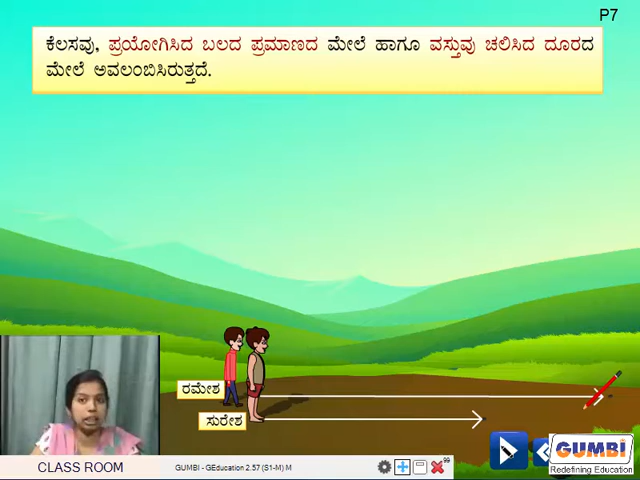 P7
ಕೆಲಸವು, ಪ್ರಯೋಗಿಸಿದ ಬಲದ ಪ್ರಮಾಣದ ಮೇಲೆ ಹಾಗೂ ವಸ್ತುವು ಚಲಿಸಿದ ದೂರದ
ಮೇಲೆ ಅವಲಂಬಿಸಿರುತ್ತದೆ.
ರಮೇಶ
ಸುರೇಶ
GUMBI
Redefining Education
CLASS ROOM
GUMBI - GEducation 2.57 (S1-M) M
99